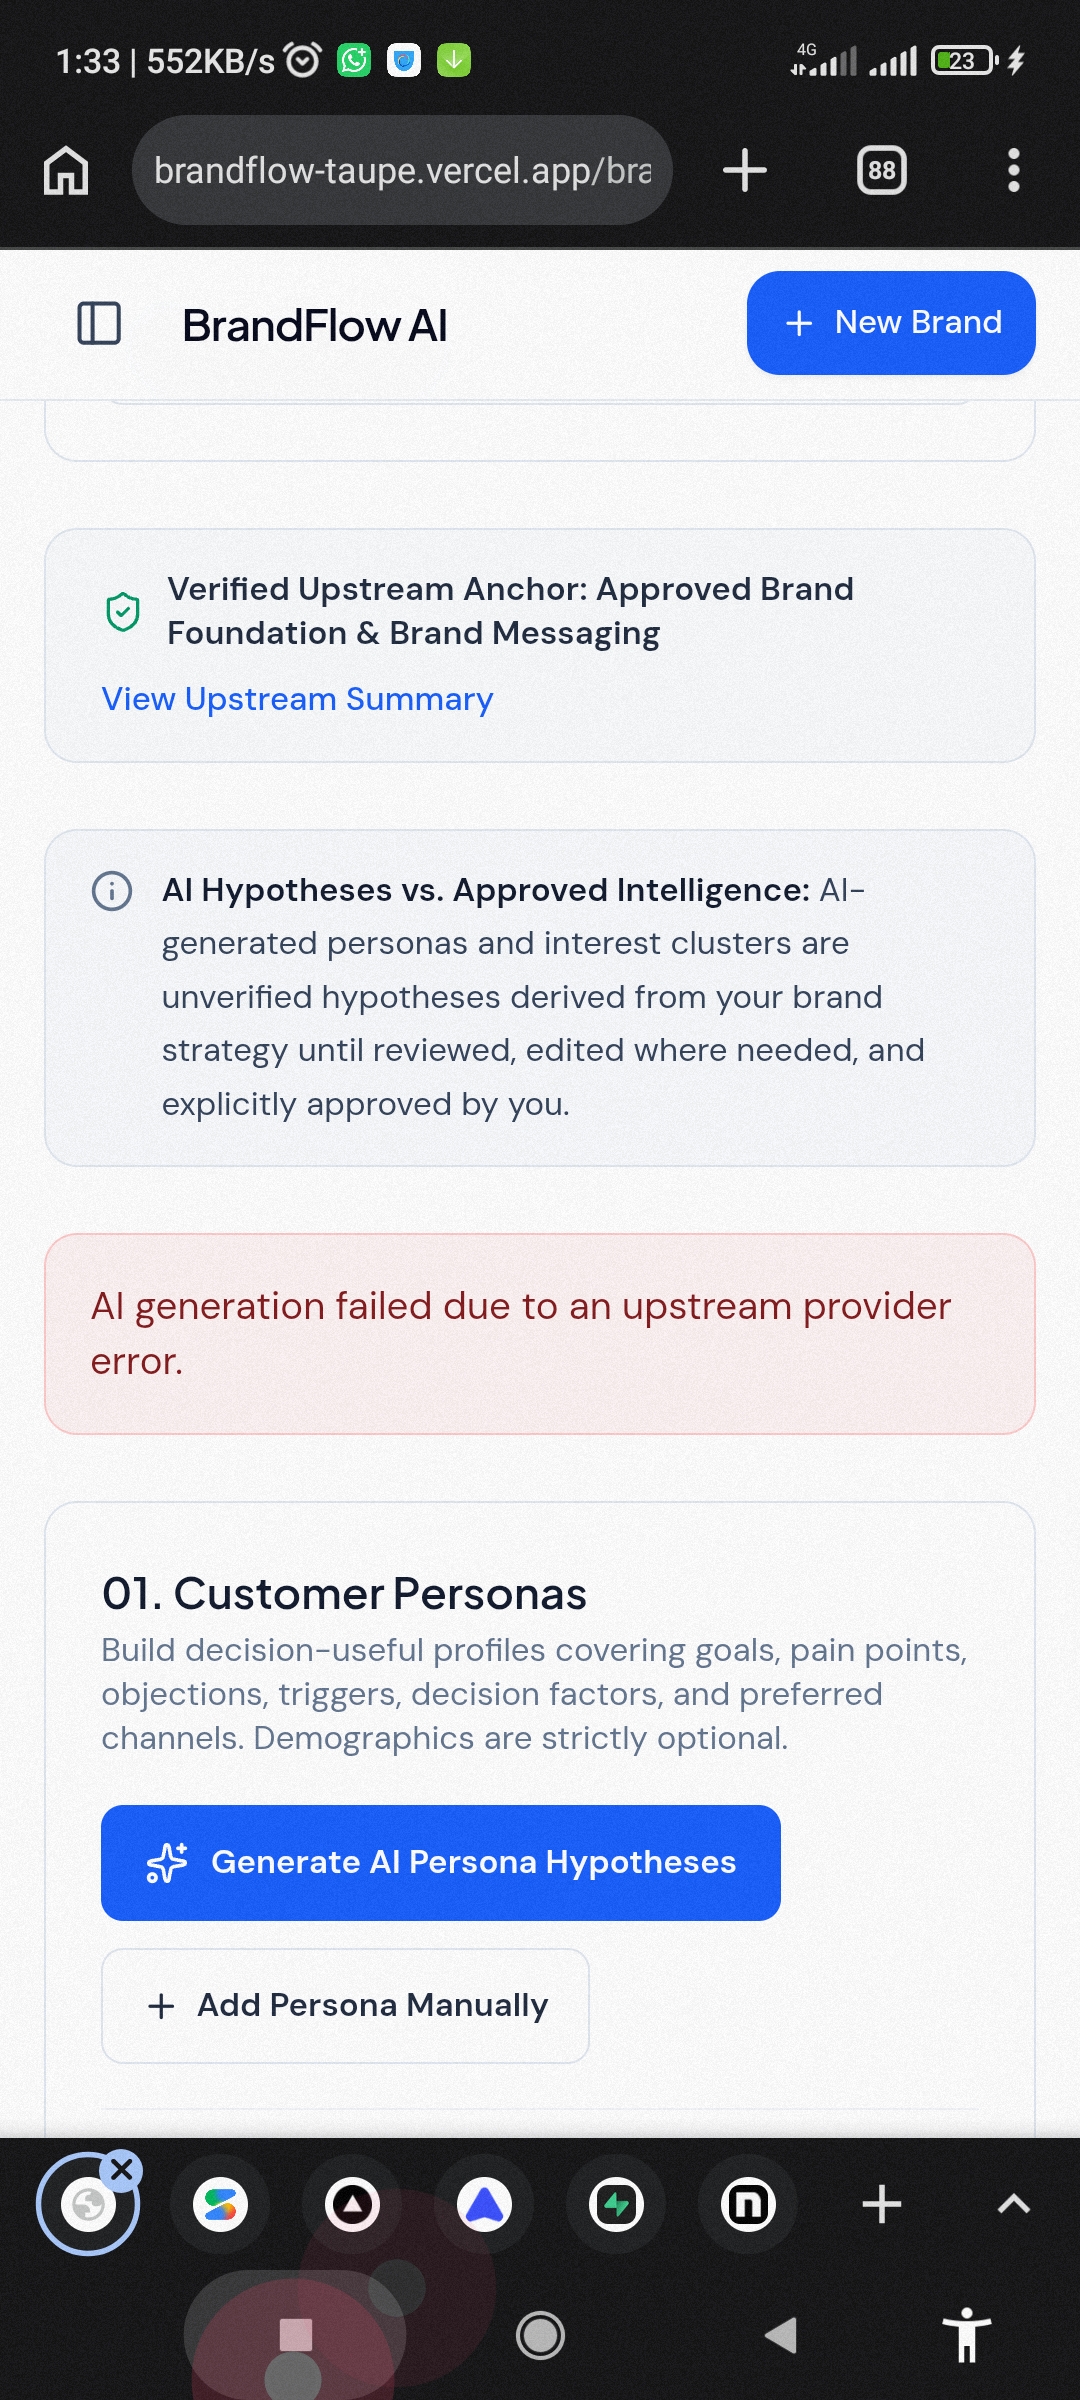 1:33 | 552KB/s
4G
23
brandflow-taupe.vercel.app/bra
88
BrandFlow AI
New Brand
Verified Upstream Anchor: Approved Brand
Foundation & Brand Messaging
View Upstream Summary
AI Hypotheses vs. Approved Intelligence: AI-
generated personas and interest clusters are
unverified hypotheses derived from your brand
strategy until reviewed, edited where needed, and
explicitly approved by you.
AI generation failed due to an upstream provider
error.
01. Customer Personas
Build decision-useful profiles covering goals, pain points,
objections, triggers, decision factors, and preferred
channels. Demographics are strictly optional.
Generate AI Persona Hypotheses
Add Persona Manually